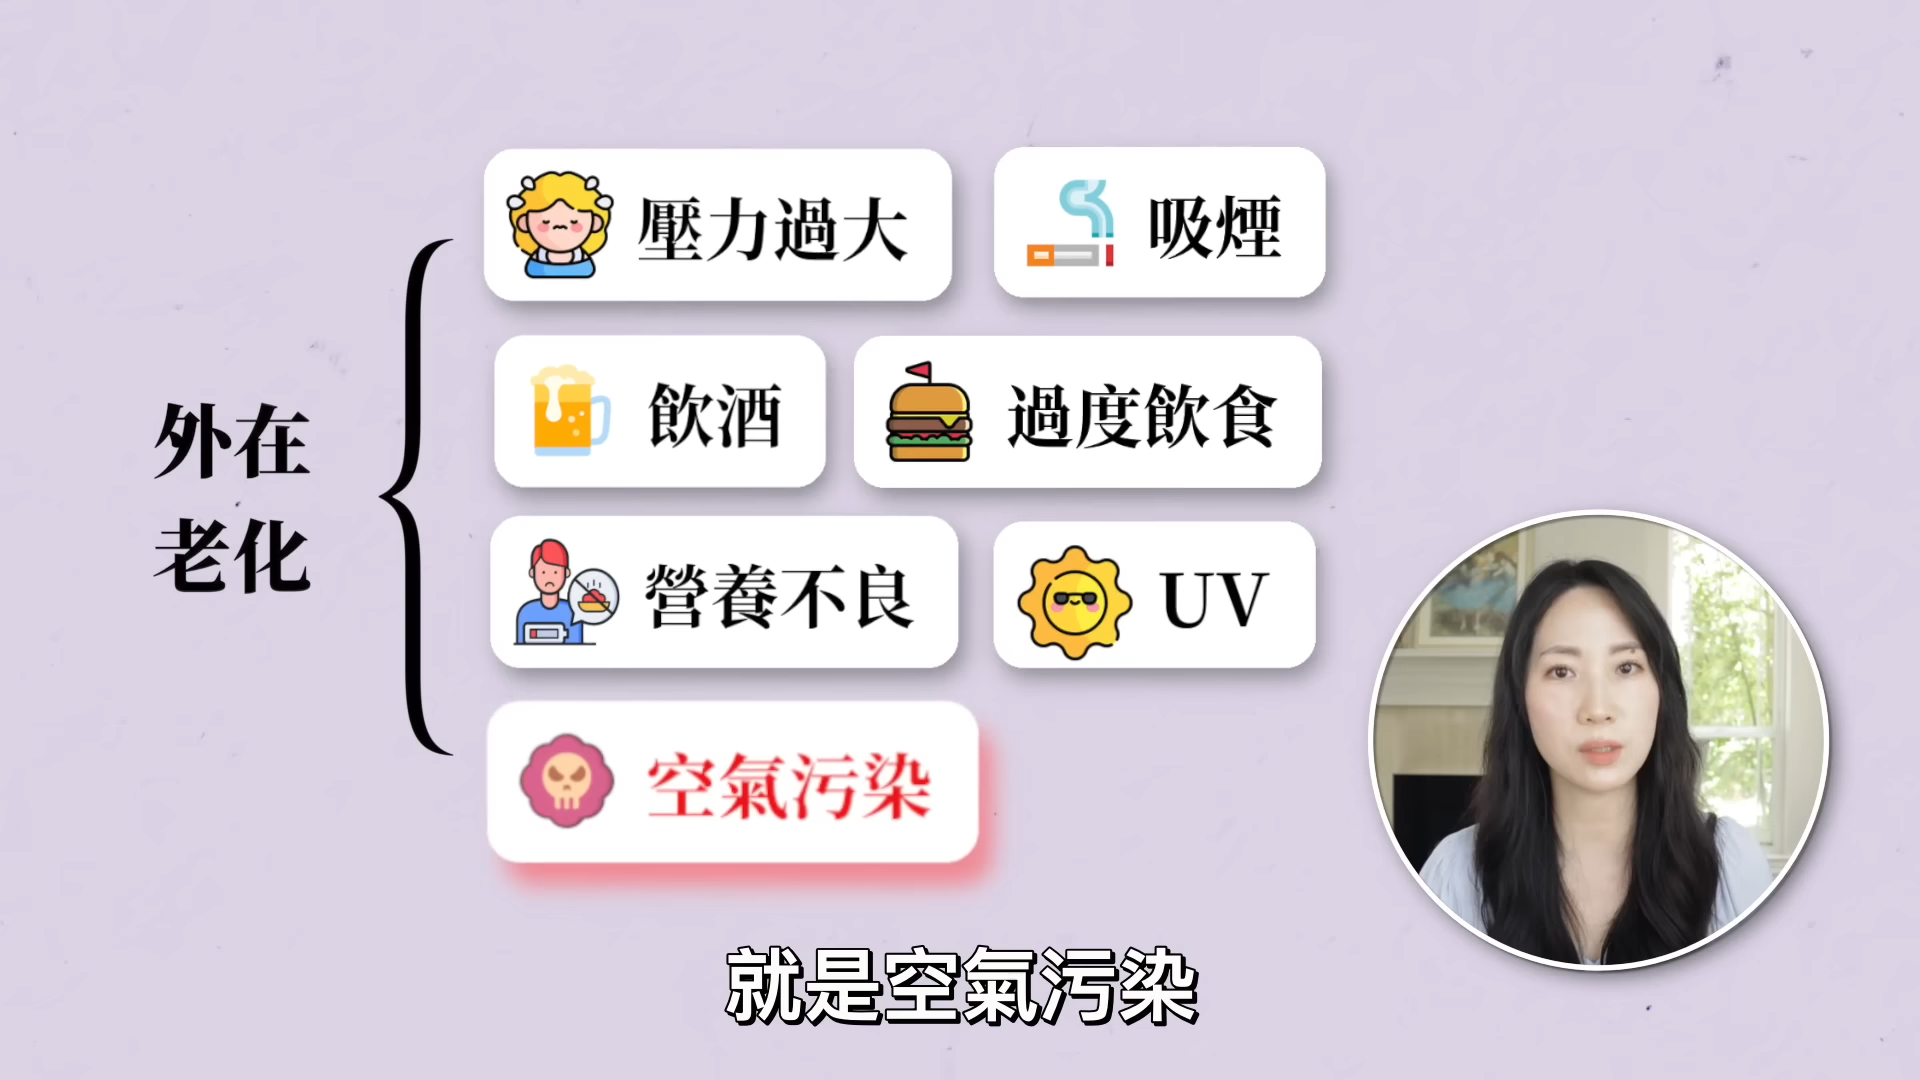 外在
老化
壓力過大
吸煙
飲酒
過度飲食
營養不良
UV
空氣污染
就是空氣污染